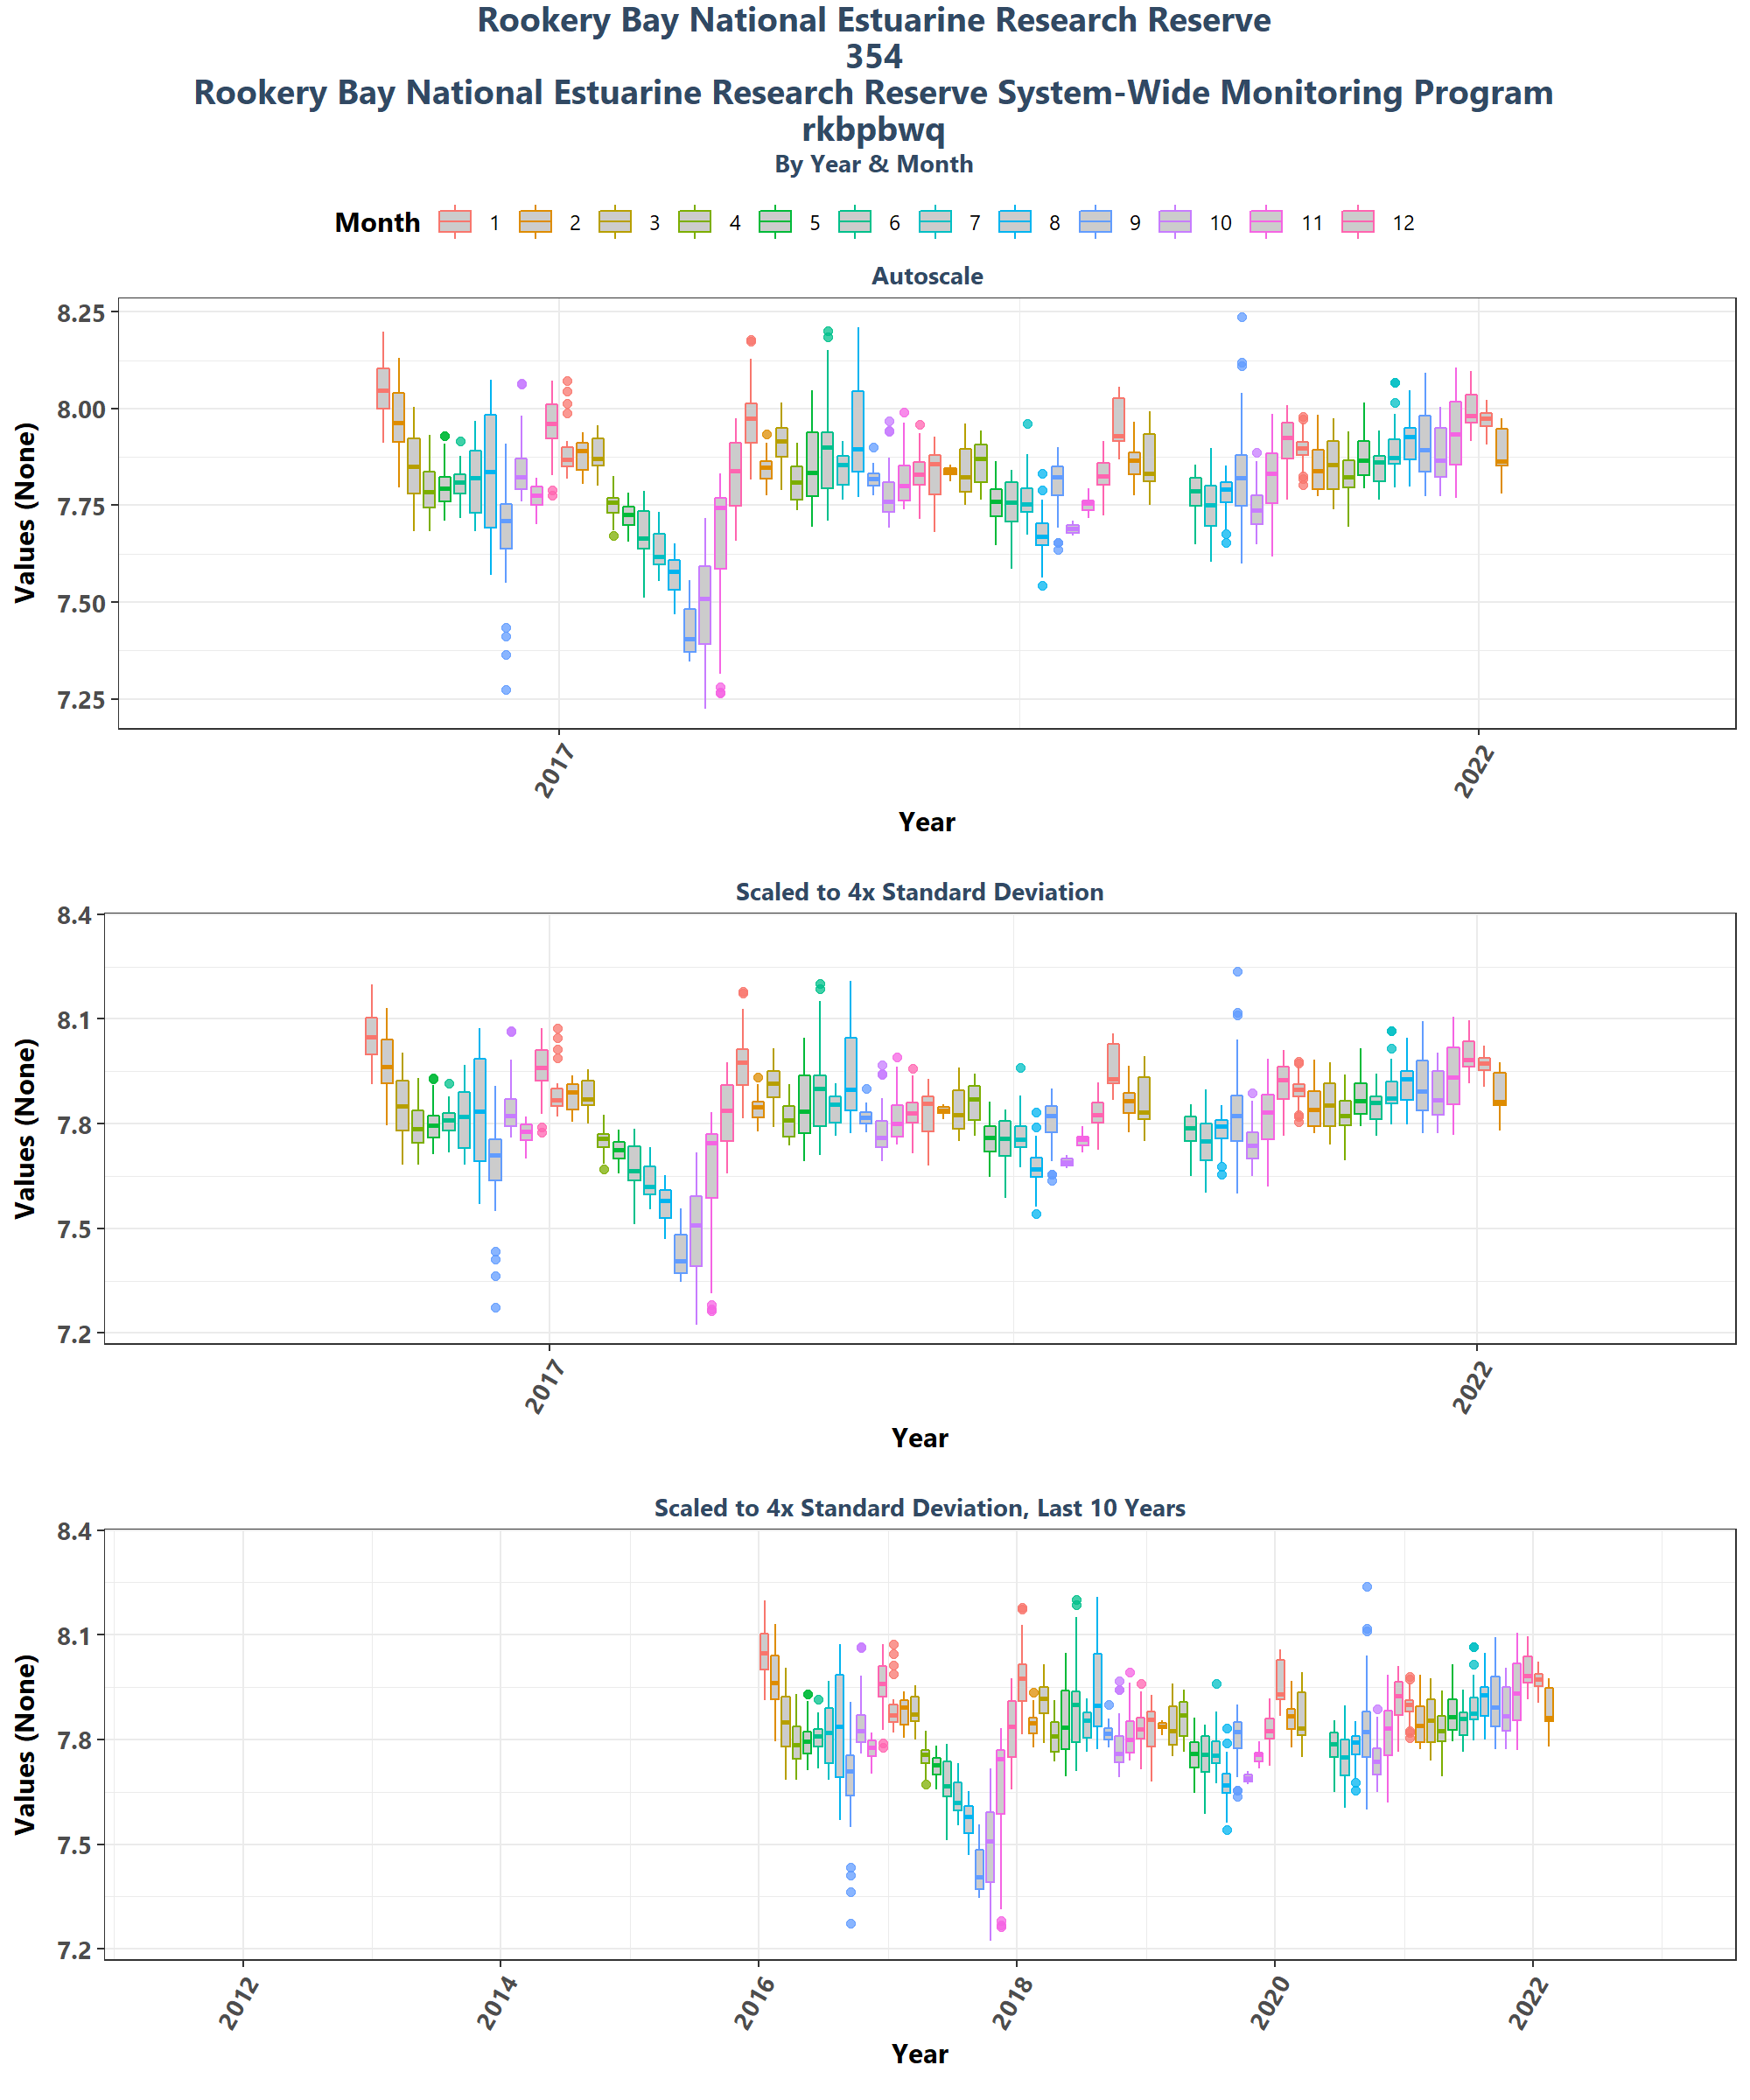 Rookery Bay National Estuarine Research Reserve
354
Rookery Bay National Estuarine Research Reserve System-Wide Monitoring Program
rkbpbwq
By Year & Month
Month 1 2 3 4 5 6 7 8 9 10 11 12
Autoscale
Values (None)
8.25
8.00
7.75
7.50
7.25
2017 2022
Year
Scaled to 4x Standard Deviation
Values (None)
8.4
8.1
7.8
7.5
7.2
2017 2022
Year
Scaled to 4x Standard Deviation, Last 10 Years
Values (None)
8.4
8.1
7.8
7.5
7.2
2012 2014 2016 2018 2020 2022
Year